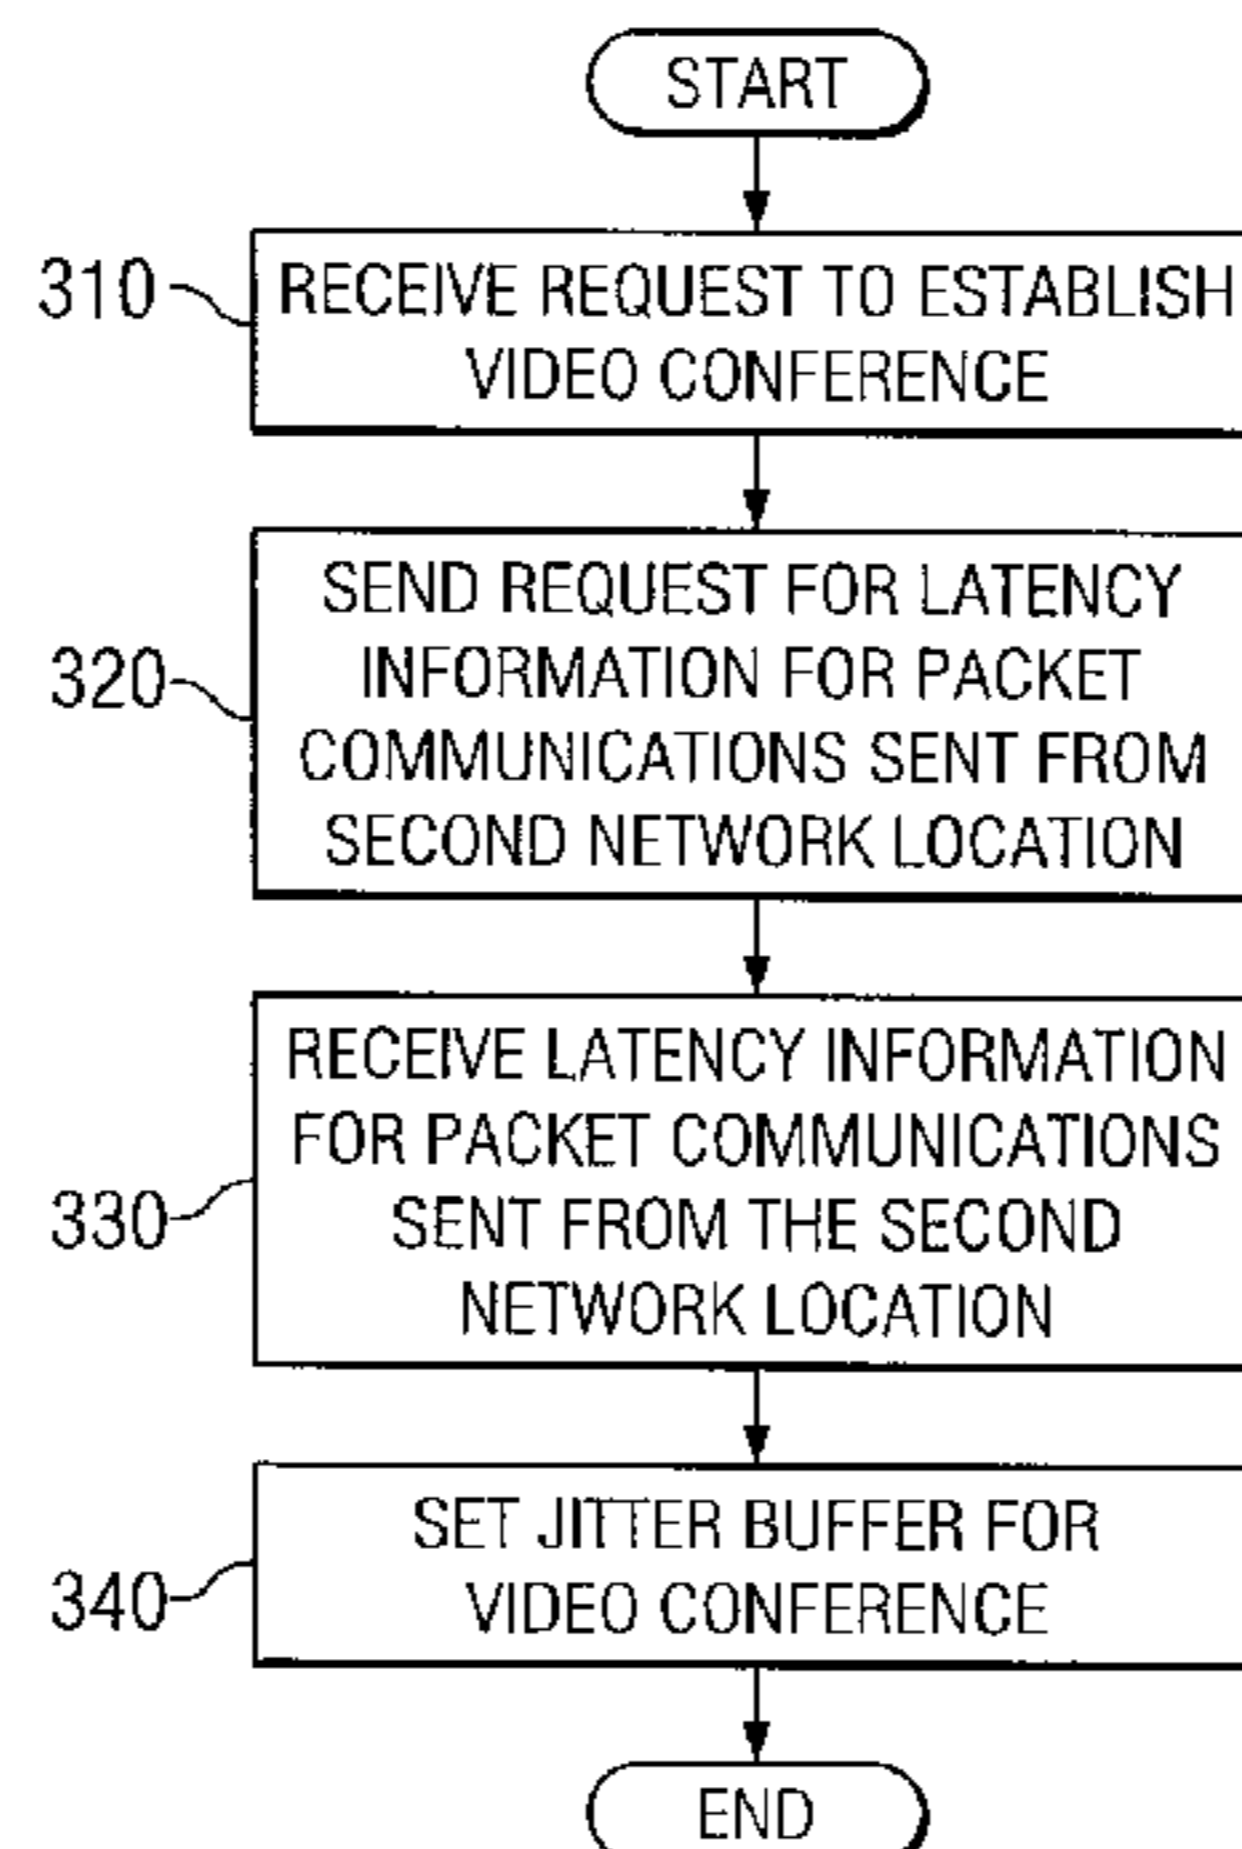 START
310
RECEIVE REQUEST TO ESTABLISH
VIDEO CONFERENCE
320
SEND REQUEST FOR LATENCY
INFORMATION FOR PACKET
COMMUNICATIONS SENT FROM
SECOND NETWORK LOCATION
330
RECEIVE LATENCY INFORMATION
FOR PACKET COMMUNICATIONS
SENT FROM THE SECOND
NETWORK LOCATION
340
SET JITTER BUFFER FOR
VIDEO CONFERENCE
END